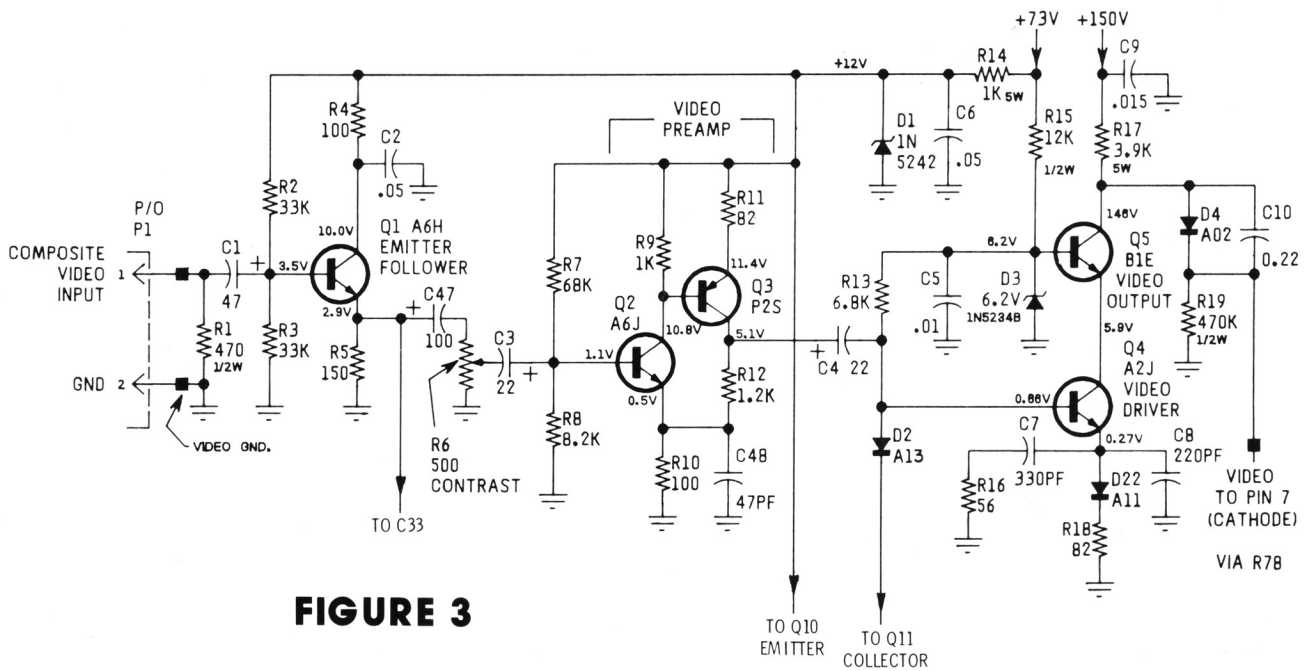 +73V
+150V
C9
.015
R14
1K 5W
+12V
R4
100
C2
.05
VIDEO
PREAMP
D1
1N
5242
C6
.05
R15
12K
1/2W
R17
3.9K
5W
R2
33K
R11
82
P/O
P1
10.0V
Q1 A6H
EMITTER
FOLLOWER
146V
D4
A02
C10
0.22
COMPOSITE
VIDEO
INPUT
1
C1
+
47
3.5V
R9
1K
11.4V
Q3
P2S
6.2V
Q5
B1E
VIDEO
OUTPUT
R7
68K
R13
6.8K
C5
.01
D3
6.2V
1N5234B
2.9V
+
C47
100
Q2
A6J
10.8V
5.1V
R1
470
1/2W
R3
33K
R5
150
C3
22
+
1.1V
+
C4
22
R19
470K
1/2W
5.9V
Q4
A2J
VIDEO
DRIVER
GND 2
0.5V
R12
1.2K
0.66V
VIDEO GND.
R6
500
CONTRAST
R8
8.2K
R10
100
C48
47PF
D2
A13
C7
330PF
0.27V
C8
220PF
R16
56
D22
A11
R18
82
VIDEO
TO PIN 7
(CATHODE)
VIA R78
TO C33
FIGURE 3
TO Q10
EMITTER
TO Q11
COLLECTOR